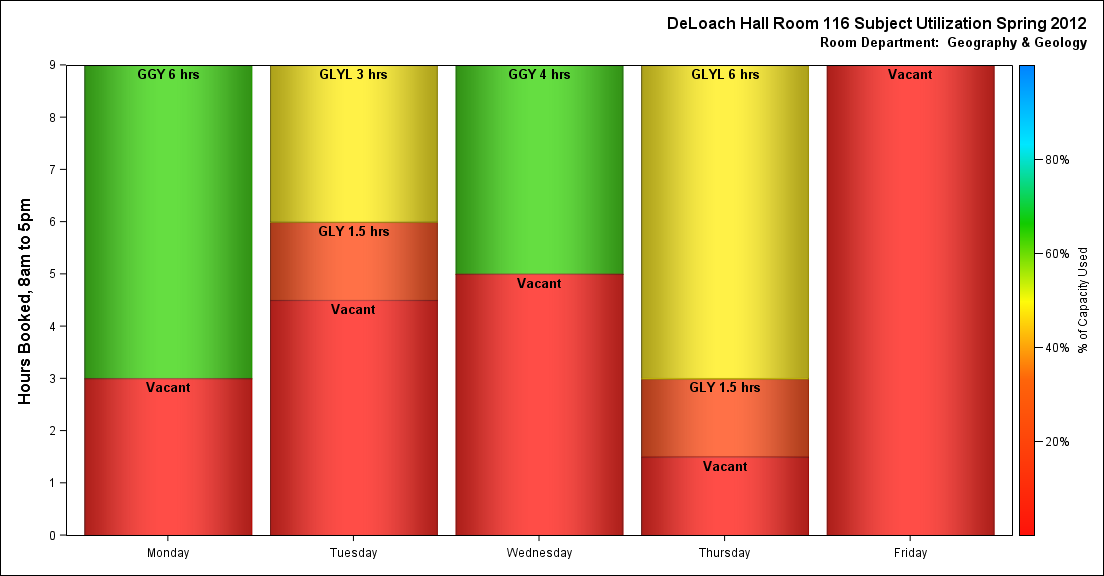 DeLoach Hall Room 116 Subject Utilization Spring 2012
Room Department:  Geography & Geology
Hours Booked, 8am to 5pm
9
8
7
6
5
4
3
2
1
0
GGY 6 hrs
Vacant
GLYL 3 hrs
GLY 1.5 hrs
Vacant
GGY 4 hrs
Vacant
GLYL 6 hrs
GLY 1.5 hrs
Vacant
Vacant
Monday
Tuesday
Wednesday
Thursday
Friday
80%
60%
40%
20%
% of Capacity Used